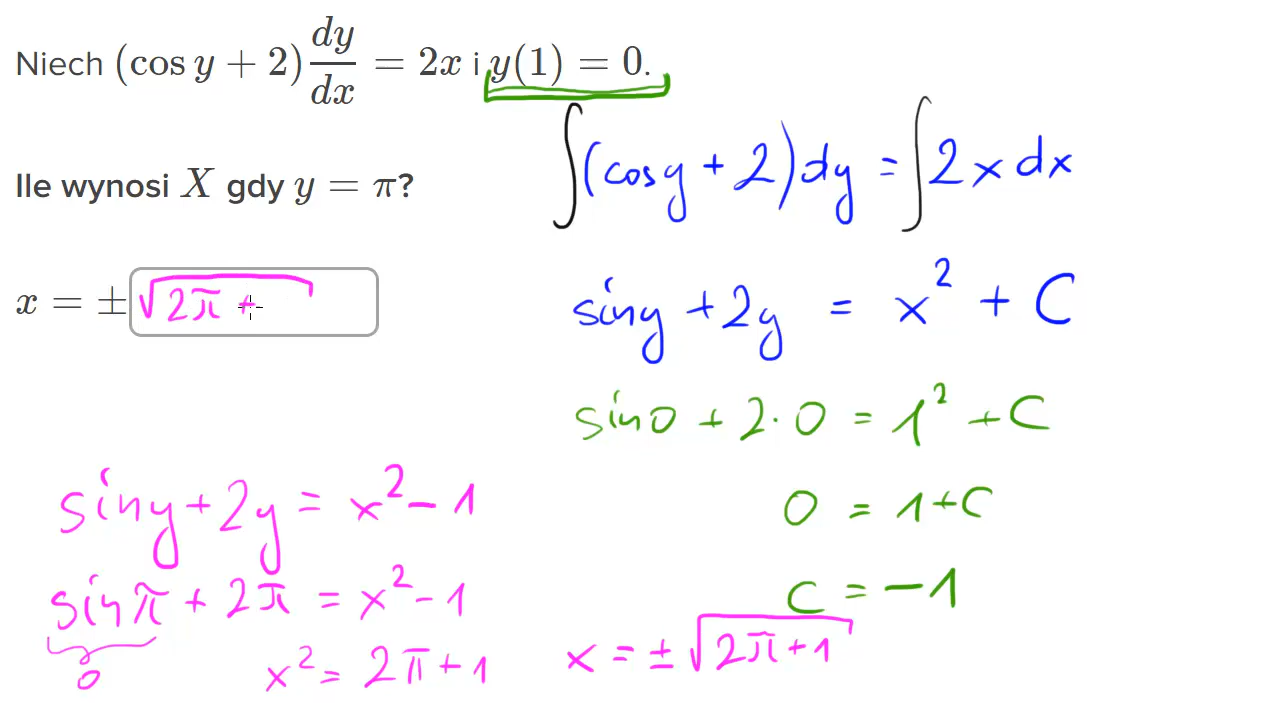 Niech (cos y + 2) dy/dx = 2x i y(1) = 0.
∫(cos y + 2) dy = ∫2x dx
Ile wynosi X gdy y = π?
x = ± √2π +
sin y + 2y = x² + C
sin 0 + 2 · 0 = 1² + C
0 = 1 + C
C = −1
sin y + 2y = x² − 1
sin π + 2π = x² − 1
0
x² = 2π + 1
x = ± √2π + 1